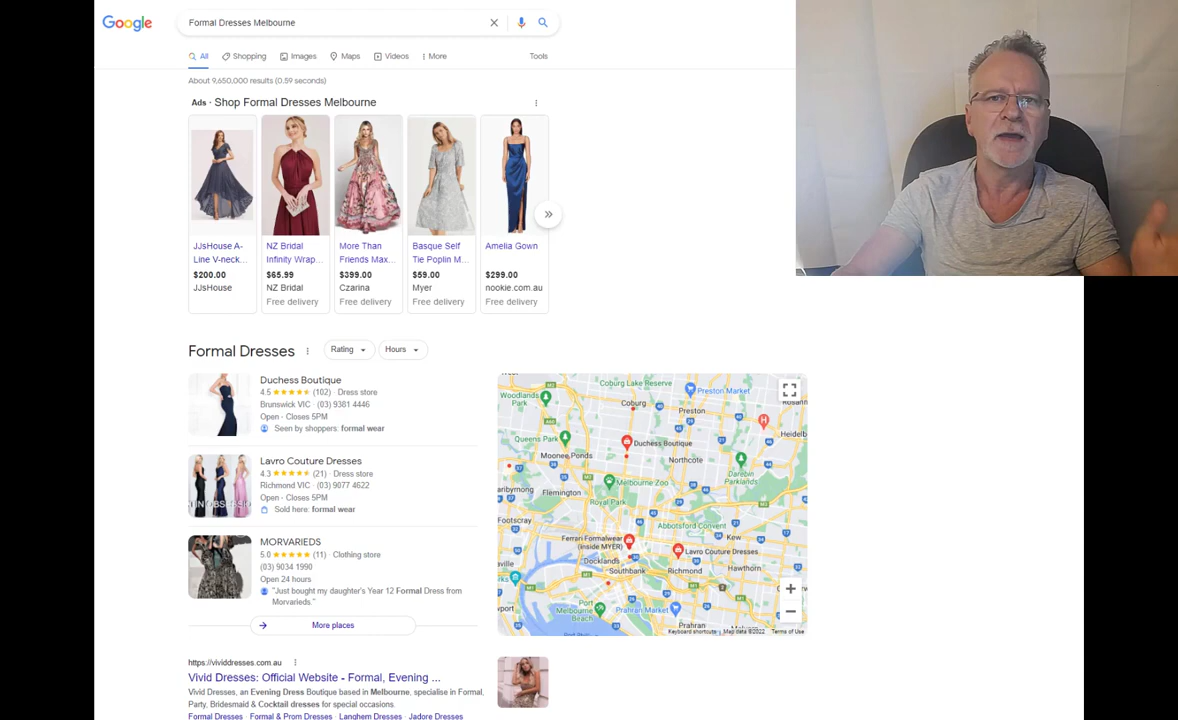 Google
Formal Dresses Melbourne
All
Shopping
Images
Maps
Videos
More
Tools
About 9,650,000 results (0.59 seconds)
Ads · Shop Formal Dresses Melbourne
JJsHouse A-
Line V-neck...
$200.00
JJsHouse
NZ Bridal
Infinity Wrap...
$65.99
NZ Bridal
Free delivery
More Than
Friends Max...
$399.00
Czarina
Free delivery
Basque Self
Tie Poplin M...
$59.00
Myer
Free delivery
Amelia Gown
$299.00
nookie.com.au
Free delivery
Formal Dresses
Rating
Hours
Duchess Boutique
4.5 (102) · Dress store
Brunswick VIC · (03) 9381 4446
Open · Closes 5PM
Seen by shoppers: formal wear
Lavro Couture Dresses
4.3 (21) · Dress store
Richmond VIC · (03) 9077 4622
Open · Closes 5PM
Sold here: formal wear
MORVARIEDS
5.0 (11) · Clothing store
(03) 9034 1990
Open 24 hours
"Just bought my daughter's Year 12 Formal Dress from
Morvarieds."
More places
Coburg Lake Reserve
Woodlands
Park
Preston Market
Coburg
Preston
Queens Park
Duchess Boutique
Heidelb
Moonee Ponds
Northcote
Darebin
Parklands
Melbourne Zoo
aribyrnong
Flemington
Royal Park
Footscray
Abbotsford Convent
Ferrari Formalwear
(Inside MYER)
Kew
Lavro Couture Dresses
Docklands
Hawthorn
Southbank
Richmond
Port
Melbourne
Beach
Prahran Market
Prahran
Keyboard shortcuts
Map data ©2022
Terms of Use
https://vividdresses.com.au
Vivid Dresses: Official Website - Formal, Evening ...
Vivid Dresses, an Evening Dress Boutique based in Melbourne, specialise in Formal,
Party, Bridesmaid & Cocktail dresses for special occasions.
Formal Dresses · Formal & Prom Dresses · Langhem Dresses · Jadore Dresses